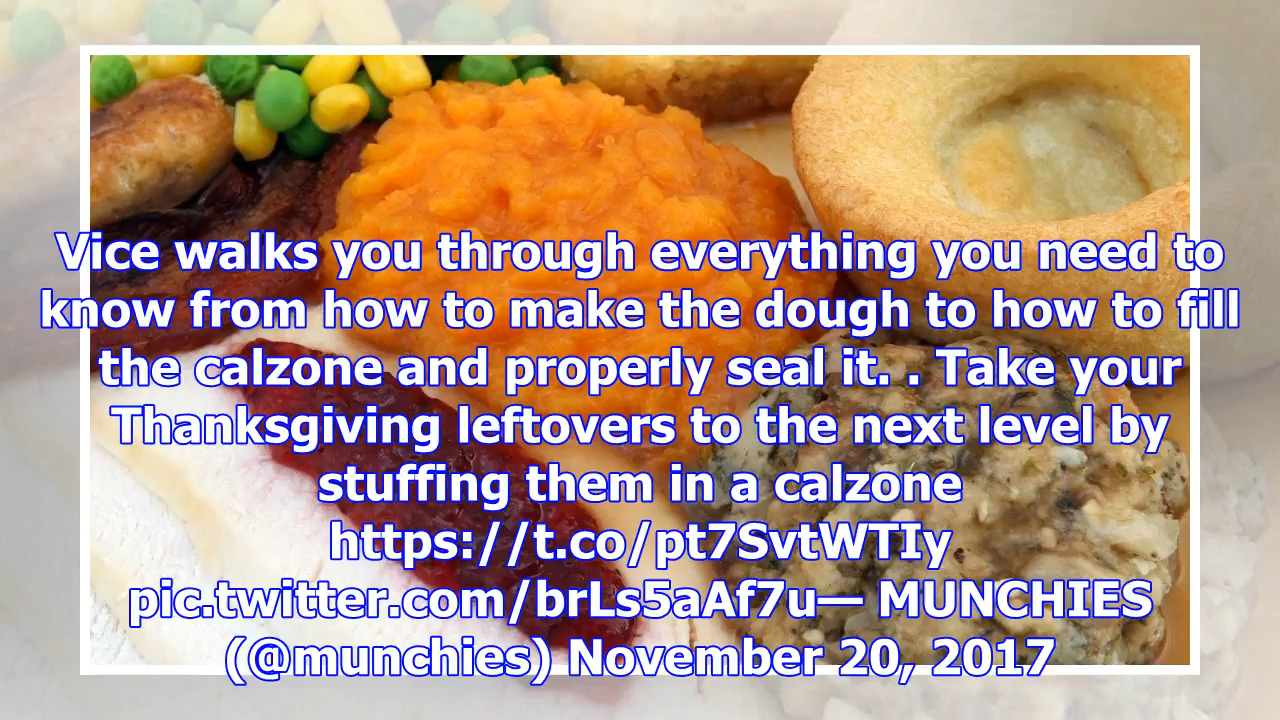 Vice walks you through everything you need to
know from how to make the dough to how to fill
the calzone and properly seal it. . Take your
Thanksgiving leftovers to the next level by
stuffing them in a calzone
https://t.co/pt7SvtWTIy
pic.twitter.com/brLs5aAf7u— MUNCHIES
(@munchies) November 20, 2017